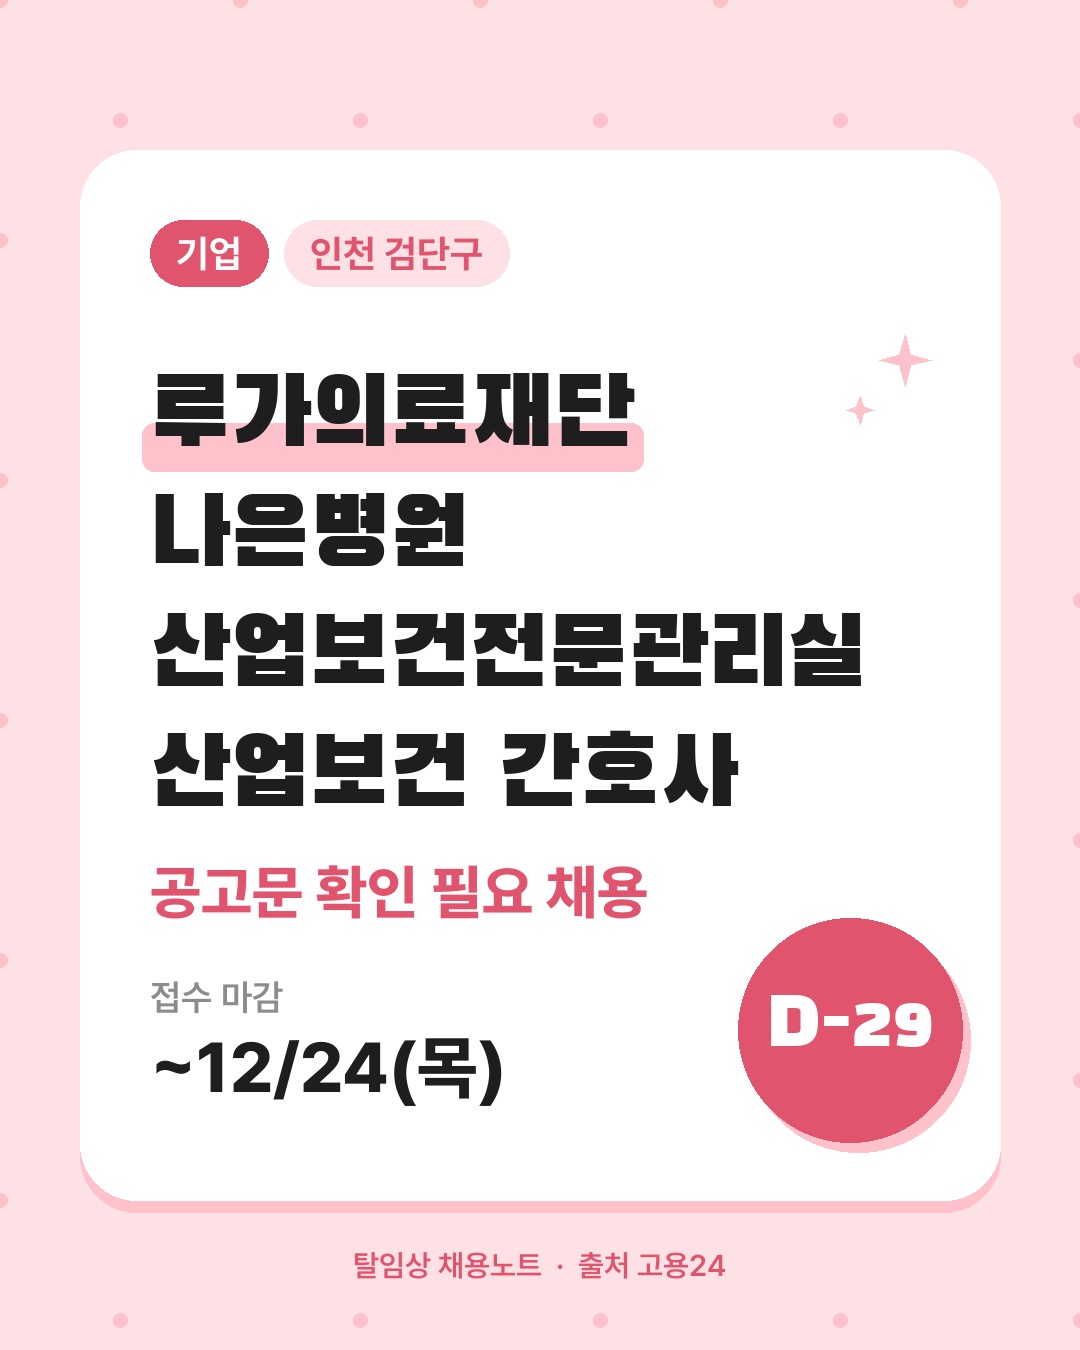 기업 인천 검단구
루가의료재단
나은병원
산업보건전문관리실
산업보건 간호사
공고문 확인 필요 채용
접수 마감
~12/24(목)
D-29
탈임상 채용노트 · 출처 고용24